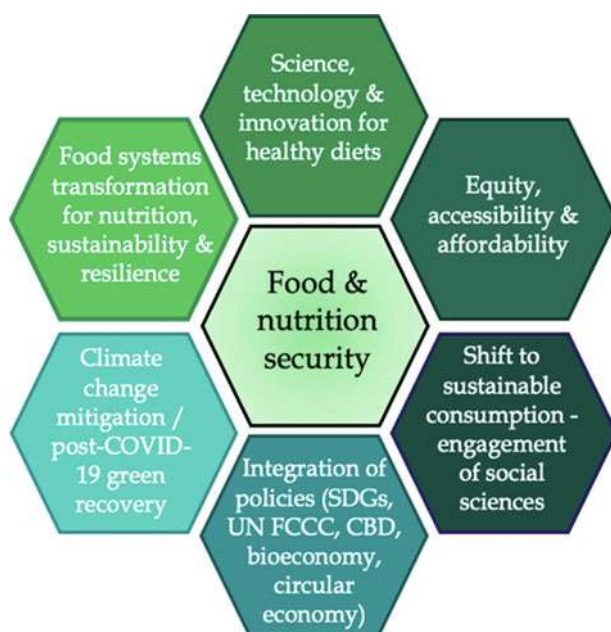 Science,
technology &
innovation for
healthy diets
Equity,
accessibility &
affordability
Shift to
sustainable
consumption -
engagement
of social
sciences
Integration of
policies (SDGs,
UN FCCC, CBD,
bioeconomy,
circular
economy)
Climate
change
mitigation /
post-COVID-
19 green
recovery
Food systems
transformation
for nutrition,
sustainability &
resilience
Food &
nutrition
security